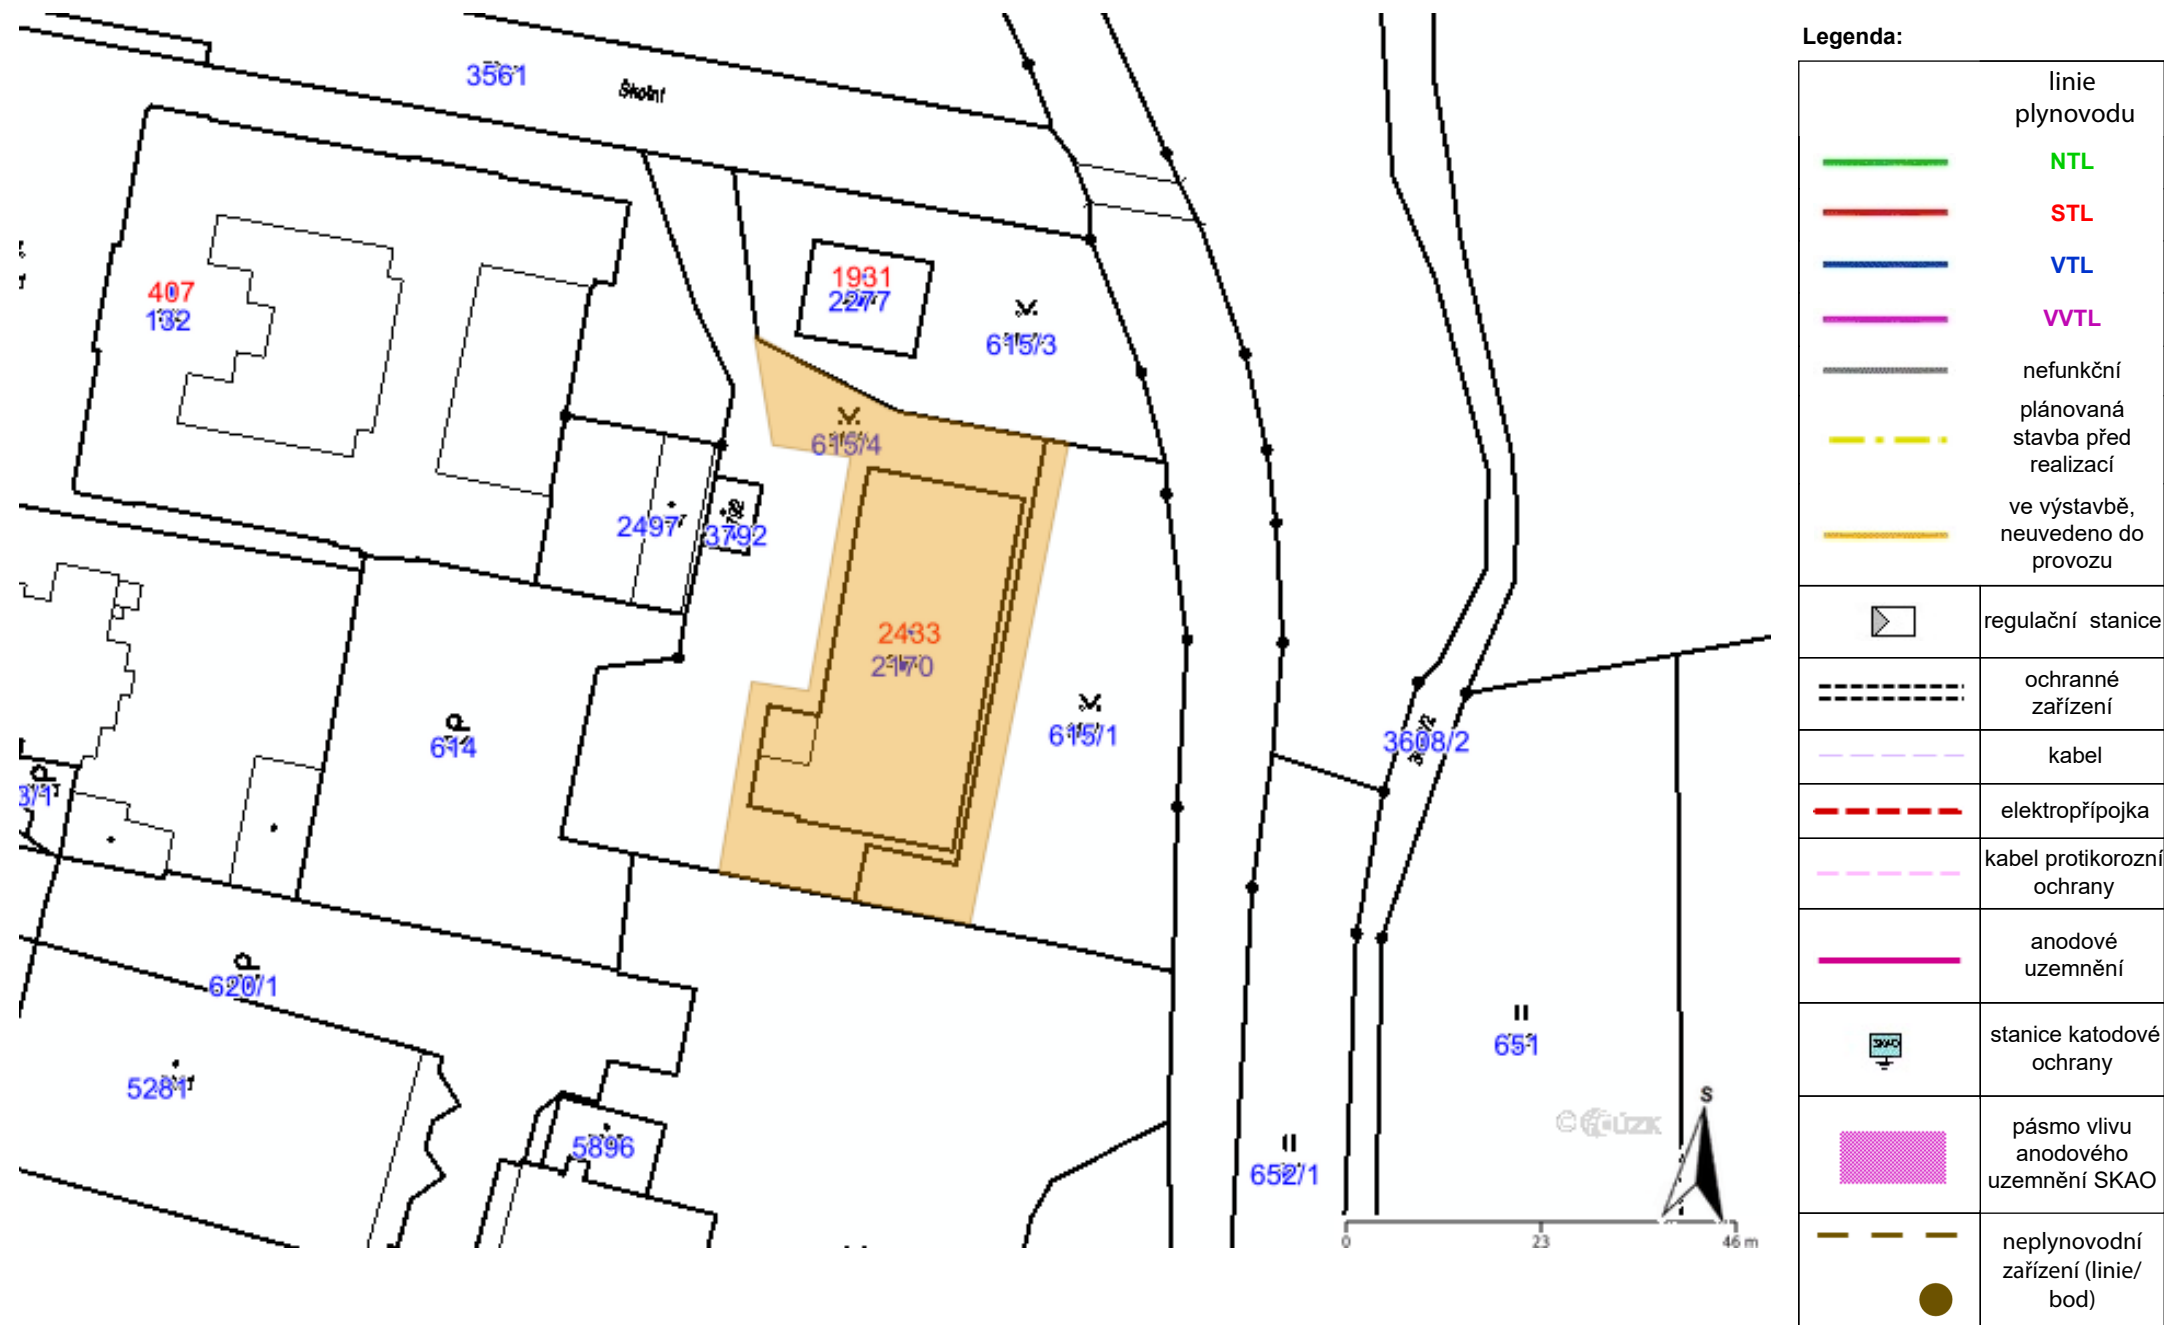 Legenda:
linie
plynovodu
NTL
STL
VTL
VVTL
nefunkční
plánovaná
stavba před
realizací
ve výstavbě,
neuvedeno do
provozu
regulační stanice
ochranné
zařízení
kabel
elektropřípojka
kabel protikorozní
ochrany
anodové
uzemnění
SKAO
stanice katodové
ochrany
pásmo vlivu
anodového
uzemnění SKAO
neplynovodní
zařízení (linie/
bod)
3561
Školní
407
132
1931
2277
615/3
615/4
2497
3792
2433
2170
614
615/1
3608/2
3/1
620/1
651
5281
5896
652/1
S
© ČÚZK
0
23
46 m